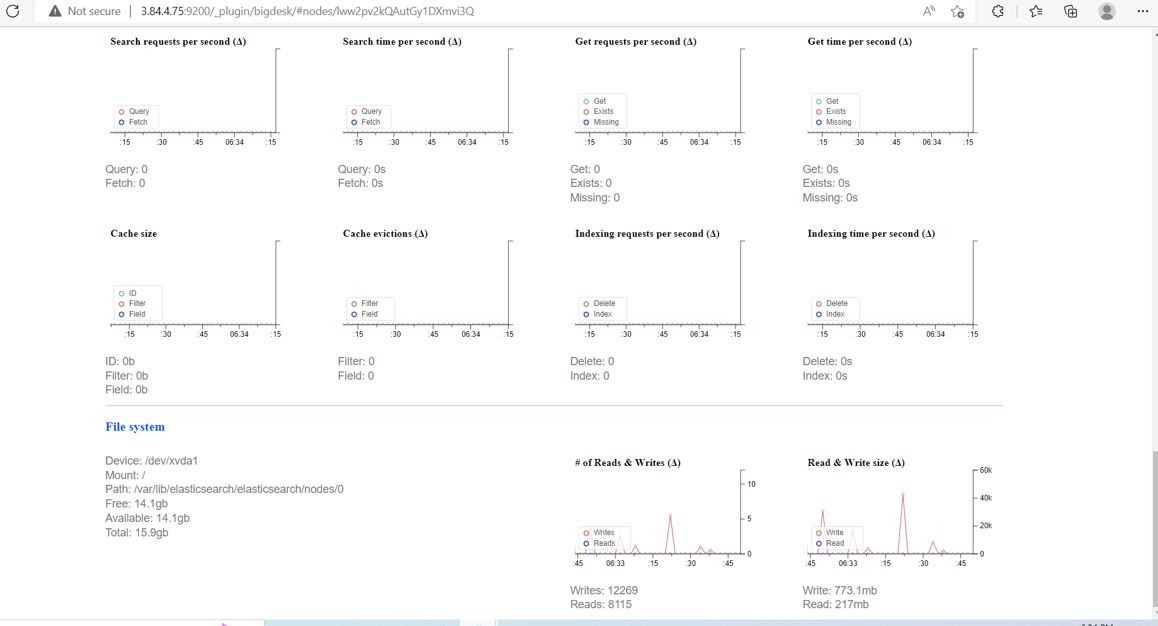 Not secure | 3.84.4.75:9200/_plugin/bigdesk/#nodes/lww2pv2kQAutGy1DXmvi3Q
Search requests per second (Δ) Search time per second (Δ) Get requests per second (Δ) Get time per second (Δ)
Get Get
Query Query Exists Exists
Fetch Fetch Missing Missing
:15 :30 :45 06:34 :15 :15 :30 :45 06:34 :15 :15 :30 :45 06:34 :15 :15 :30 :45 06:34 :15
Query: 0 Query: 0s Get: 0 Get: 0s
Fetch: 0 Fetch: 0s Exists: 0 Exists: 0s
Missing: 0 Missing: 0s
Cache size Cache evictions (Δ) Indexing requests per second (Δ) Indexing time per second (Δ)
ID
Filter Filter Delete Delete
Field Field Index Index
:15 :30 :45 06:34 :15 :15 :30 :45 06:34 :15 :15 :30 :45 06:34 :15 :15 :30 :45 06:34 :15
ID: 0b Filter: 0 Delete: 0 Delete: 0s
Filter: 0b Field: 0 Index: 0 Index: 0s
Field: 0b
File system
Device: /dev/xvda1
Mount: /
Path: /var/lib/elasticsearch/elasticsearch/nodes/0
Free: 14.1gb
Available: 14.1gb
Total: 15.9gb
# of Reads & Writes (Δ) Read & Write size (Δ)
60k
10
40k
5
20k
Writes Write
Reads Read
0 0
:45 06:33 :15 :30 :45 :45 06:33 :15 :30 :45
Writes: 12269 Write: 773.1mb
Reads: 8115 Read: 217mb